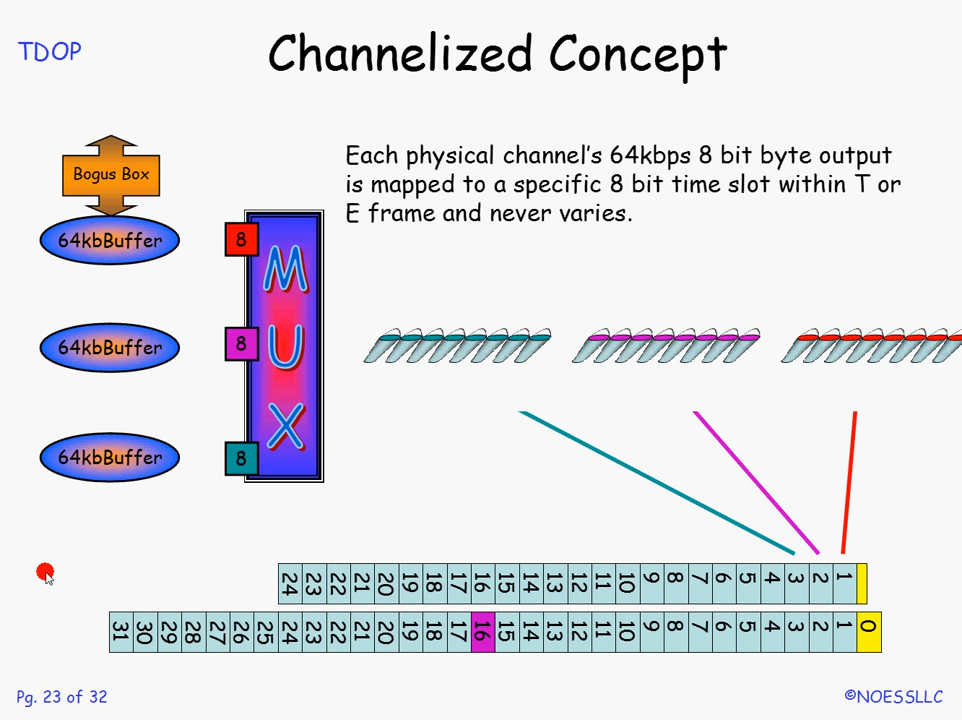 TDOP
Channelized Concept
Bogus Box
Each physical channel's 64kbps 8 bit byte output
is mapped to a specific 8 bit time slot within T or
E frame and never varies.
64kbBuffer
8
64kbBuffer
8
64kbBuffer
8
M
U
X
24 23 22 21 20 19 18 17 16 15 14 13 12 11 10 9 8 7 6 5 4 3 2 1
31 30 29 28 27 26 25 24 23 22 21 20 19 18 17 16 15 14 13 12 11 10 9 8 7 6 5 4 3 2 1 0
Pg. 23 of 32
©NOESSLLC